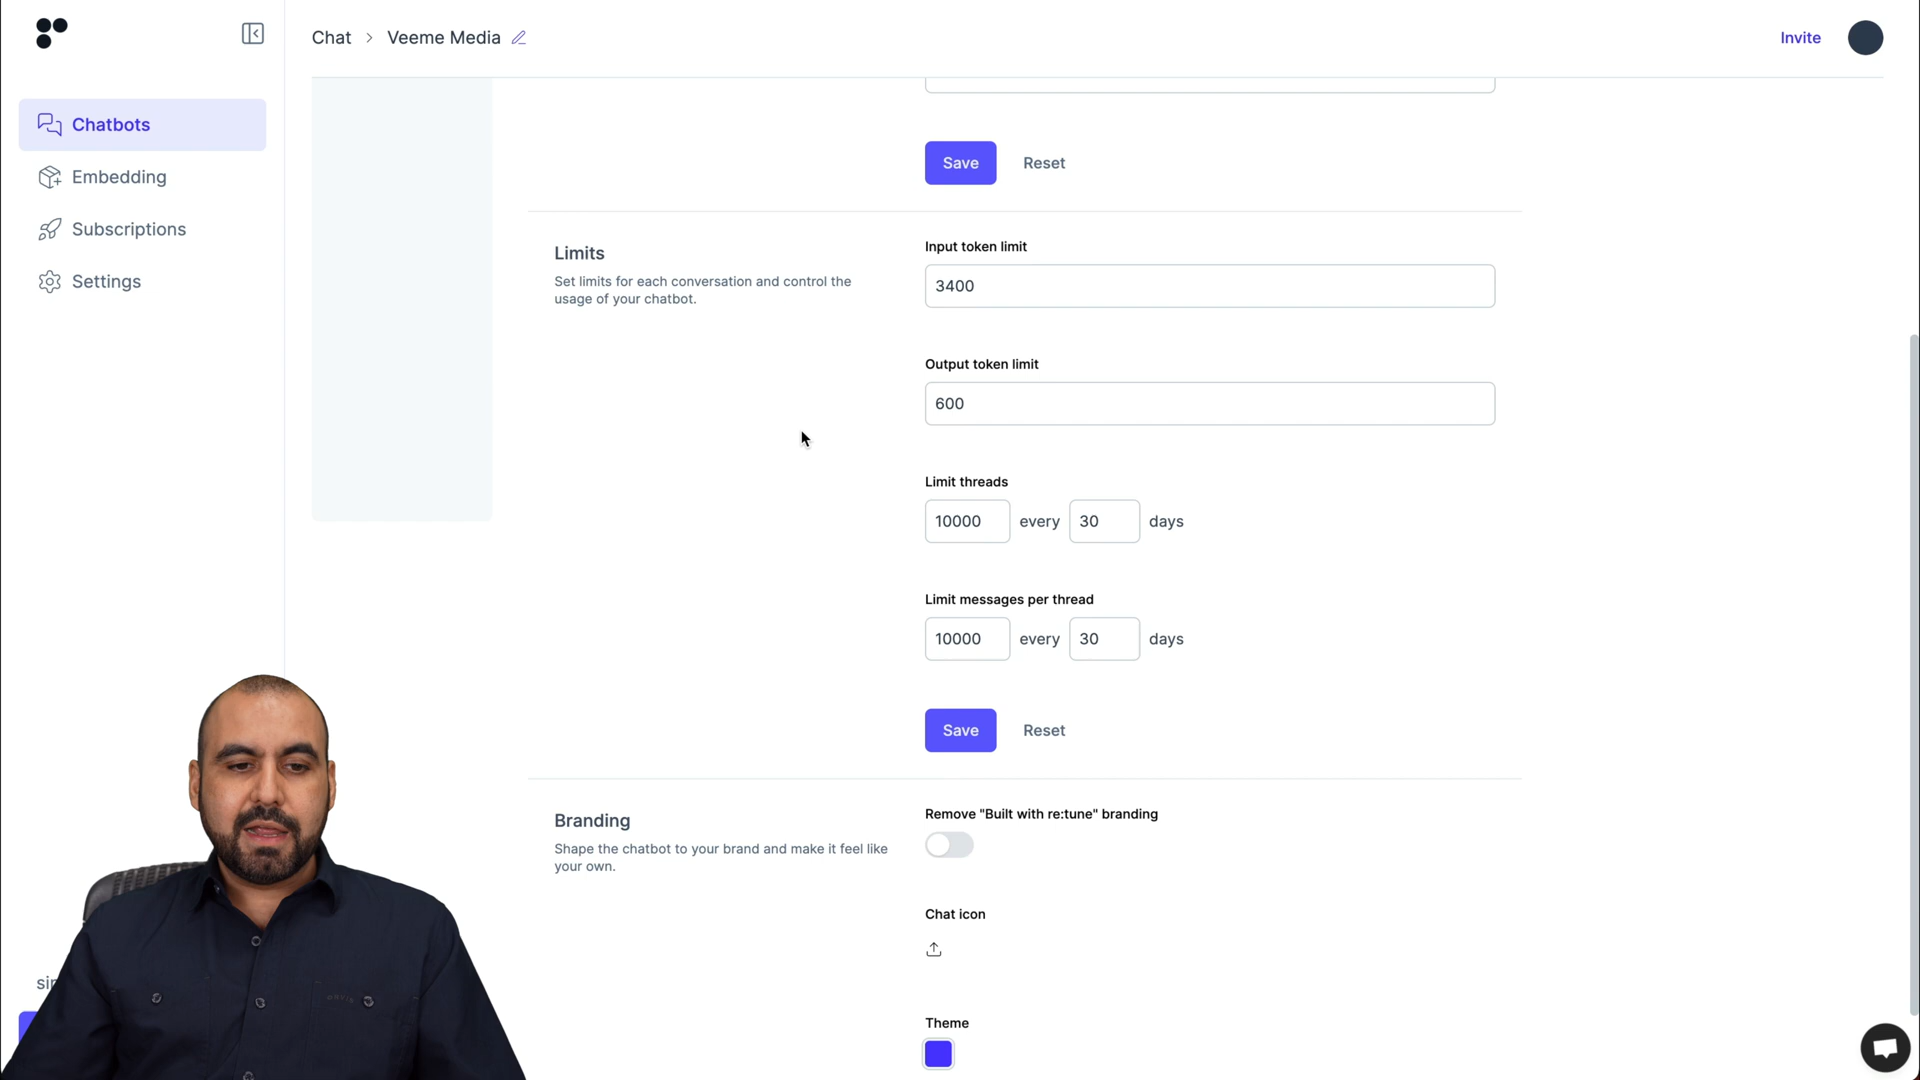 Chat > Veeme Media
Invite
Chatbots
Embedding
Subscriptions
Settings
Save Reset
Limits
Set limits for each conversation and control the
usage of your chatbot.
Input token limit
3400
Output token limit
600
Limit threads
10000 every 30 days
Limit messages per thread
10000 every 30 days
Save Reset
Branding
Shape the chatbot to your brand and make it feel like
your own.
Remove "Built with re:tune" branding
Chat icon
Theme